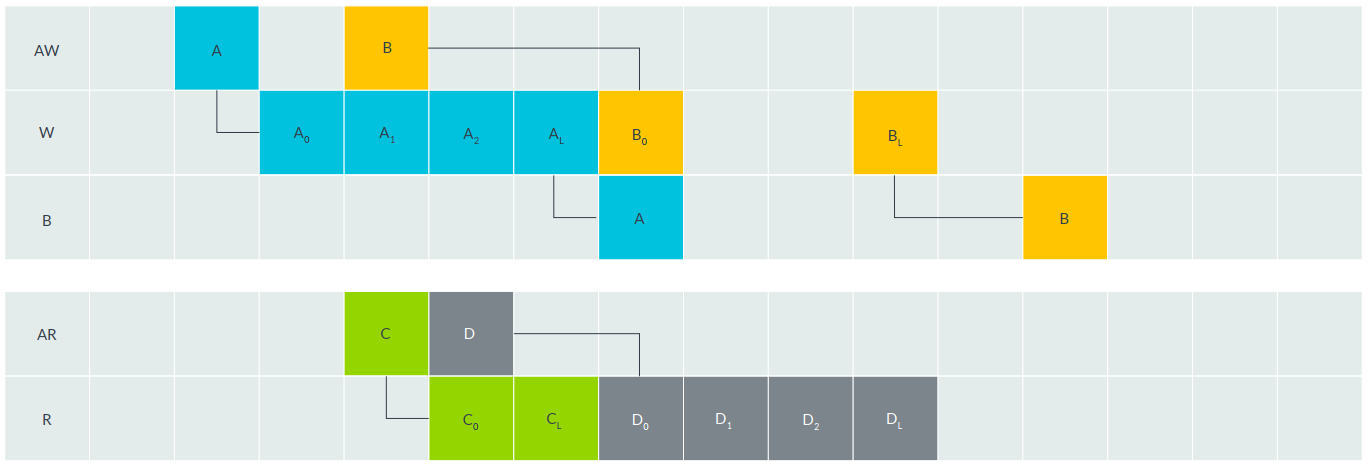 AW A B
W A0 A1 A2 AL B0 BL
B A B
AR C D
R C0 CL D0 D1 D2 DL